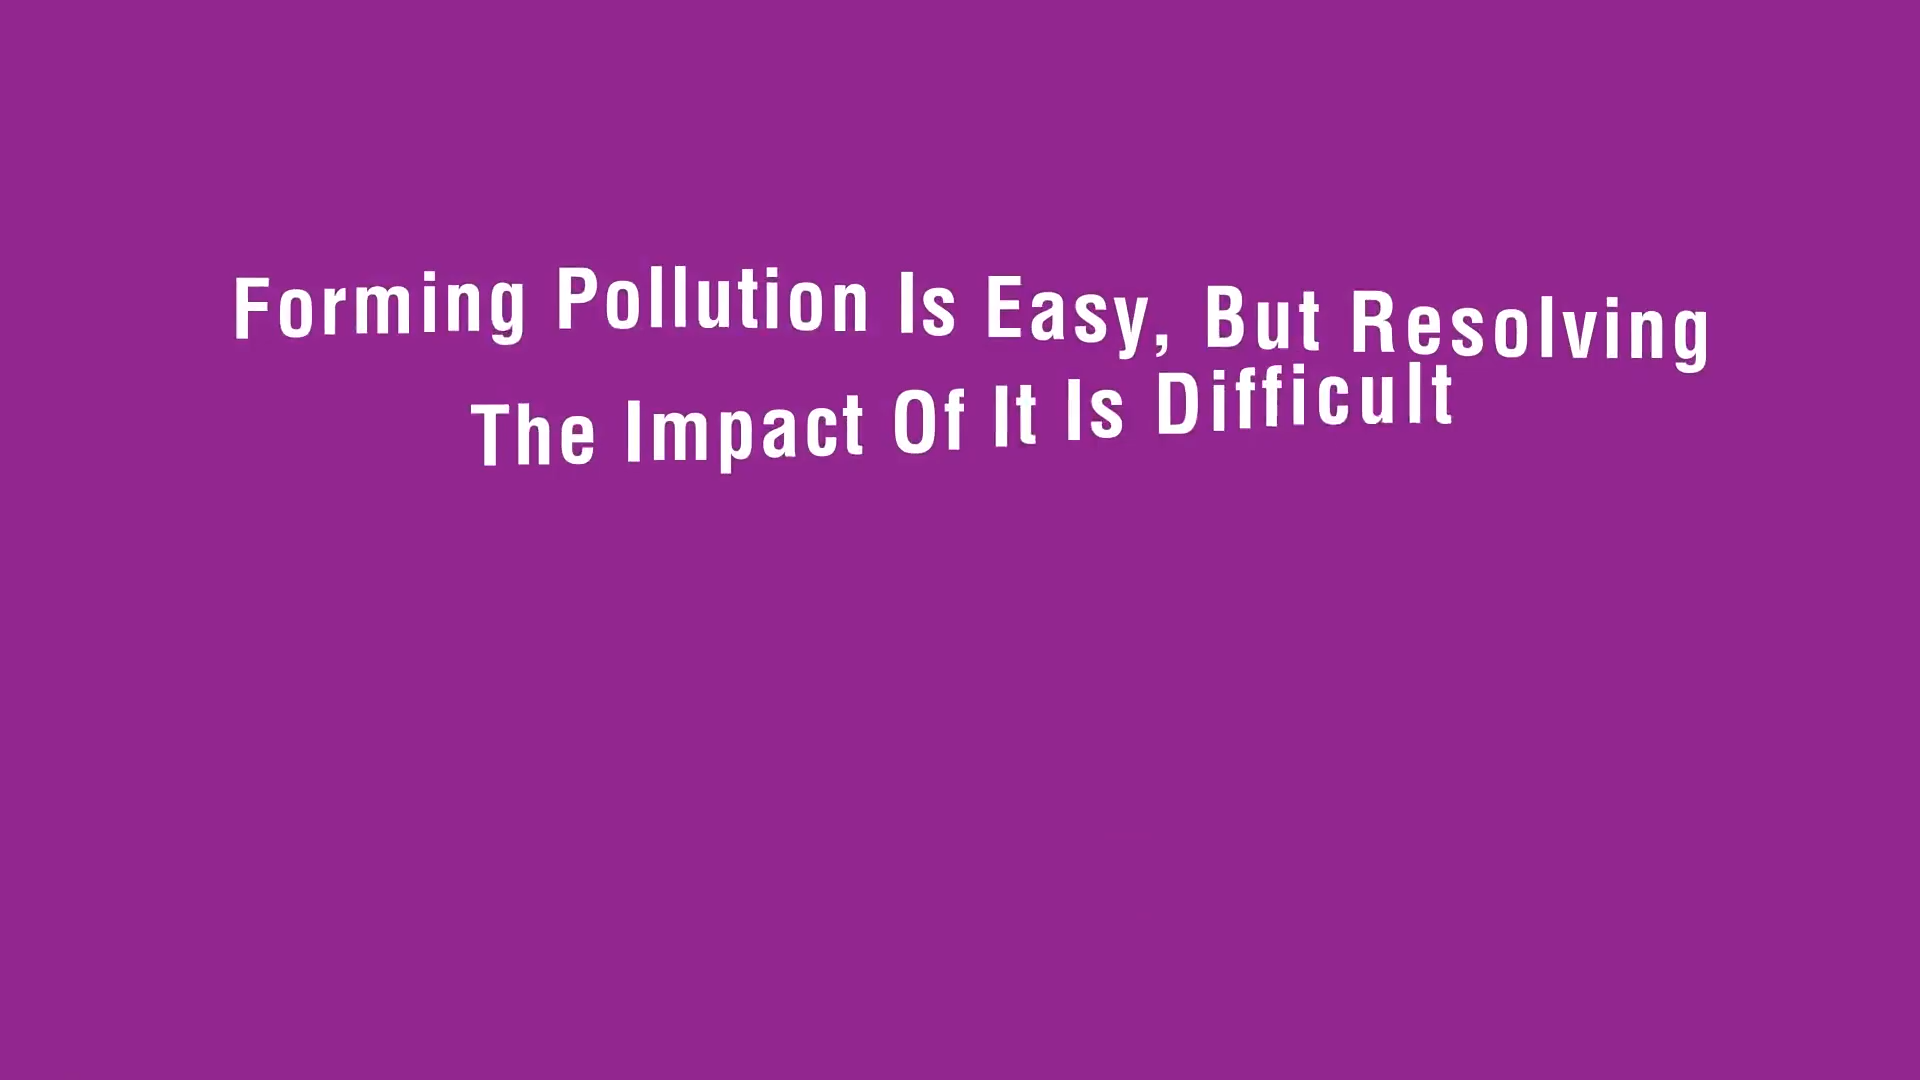 Forming Pollution Is Easy, But Resolving
The Impact Of It Is Difficult